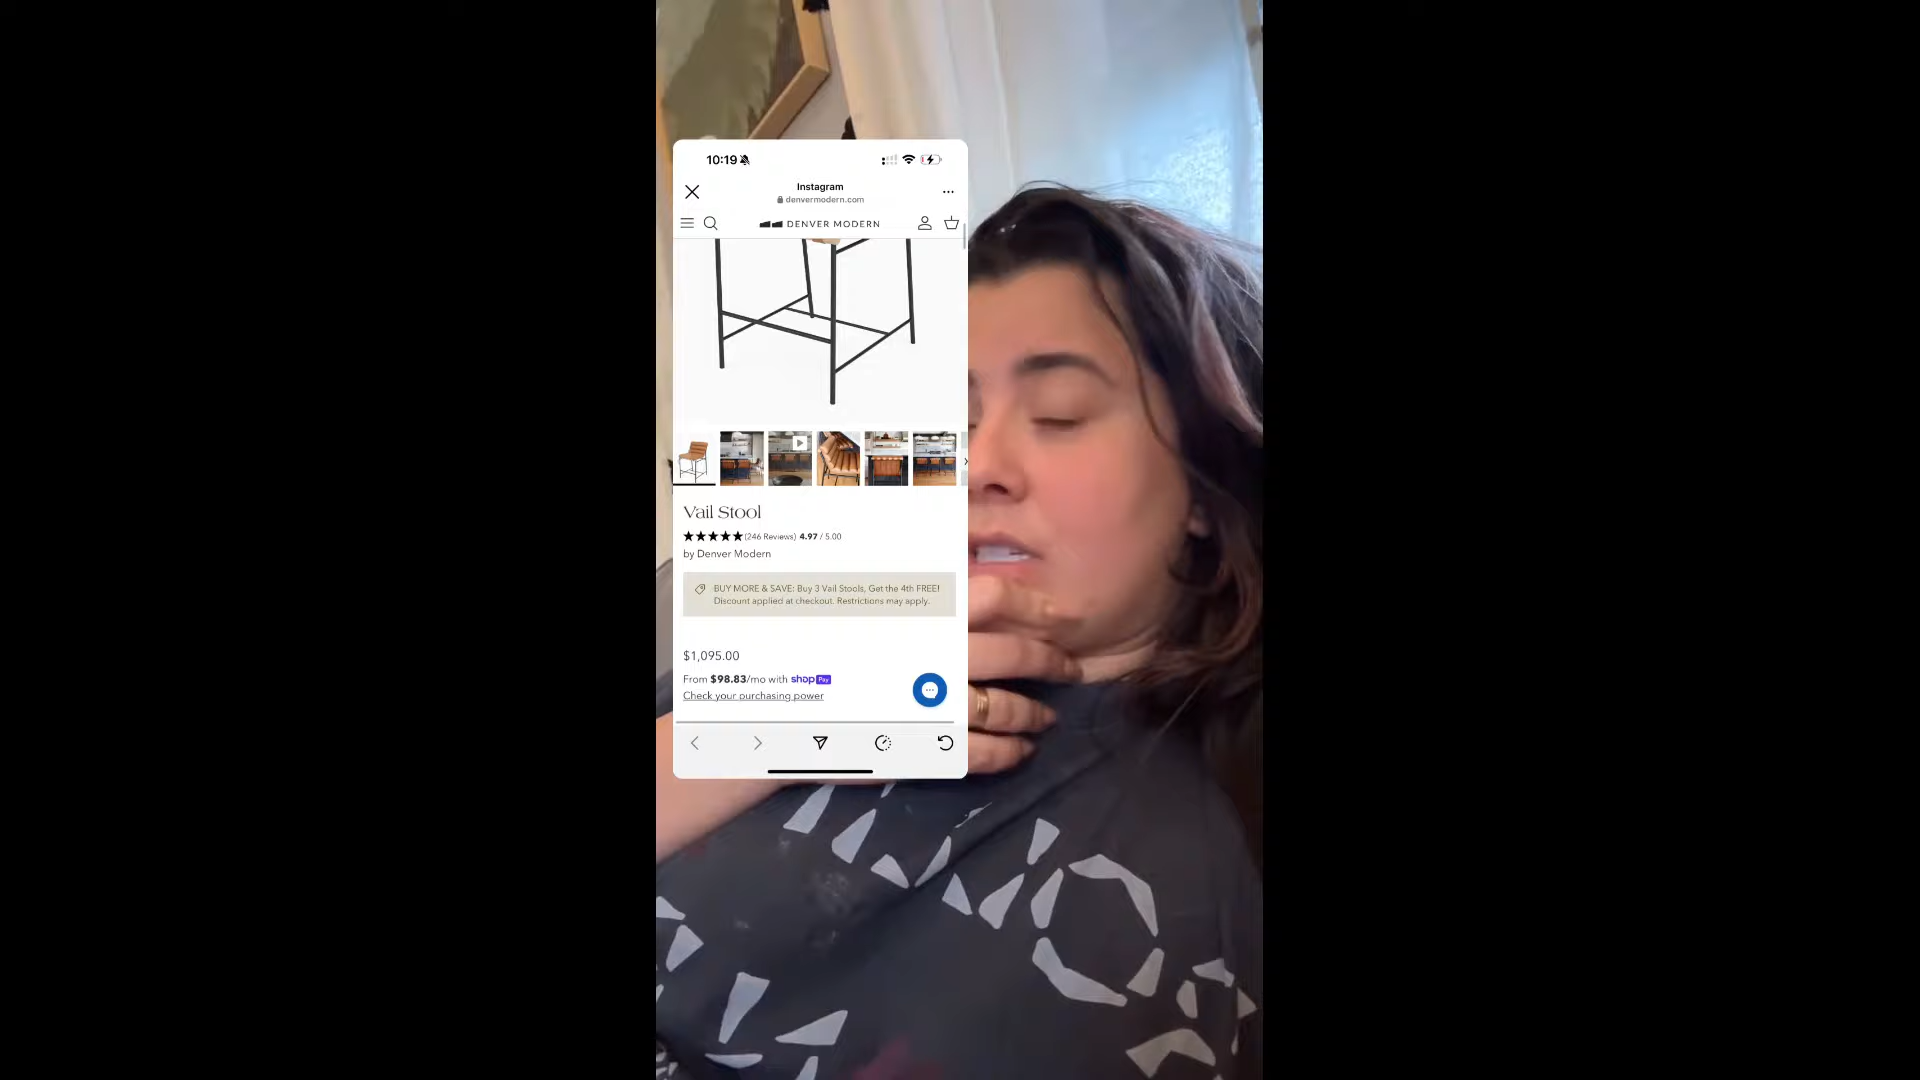 10:19
Instagram
denvermodern.com
DENVER MODERN
Vail Stool
(246 Reviews) 4.97 / 5.00
by Denver Modern
BUY MORE & SAVE: Buy 3 Vail Stools, Get the 4th FREE!
Discount applied at checkout. Restrictions may apply.
$1,095.00
From $98.83/mo with shop Pay
Check your purchasing power